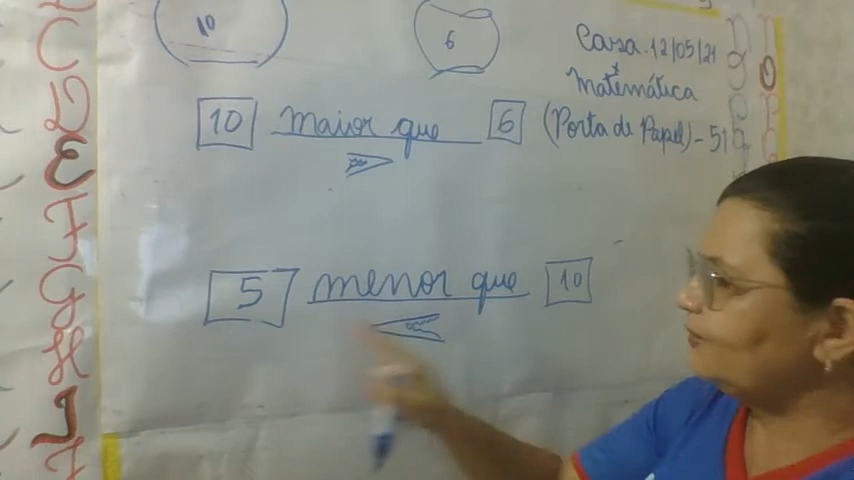 10
6
Casa. 12/05/21
Matemática
10 maior que 6 (Porta de Papel) - 51
>
5 menor que 10
<